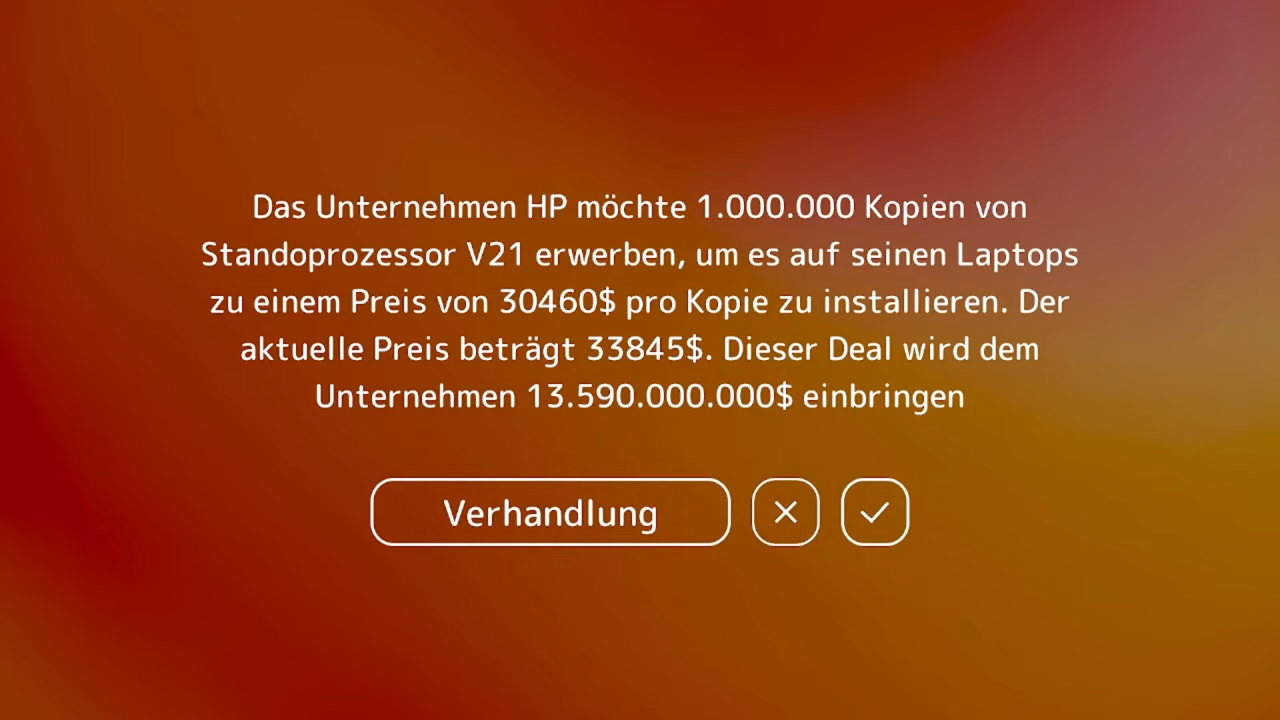 Das Unternehmen HP möchte 1.000.000 Kopien von
Standoprozessor V21 erwerben, um es auf seinen Laptops
zu einem Preis von 30460$ pro Kopie zu installieren. Der
aktuelle Preis beträgt 33845$. Dieser Deal wird dem
Unternehmen 13.590.000.000$ einbringen
Verhandlung